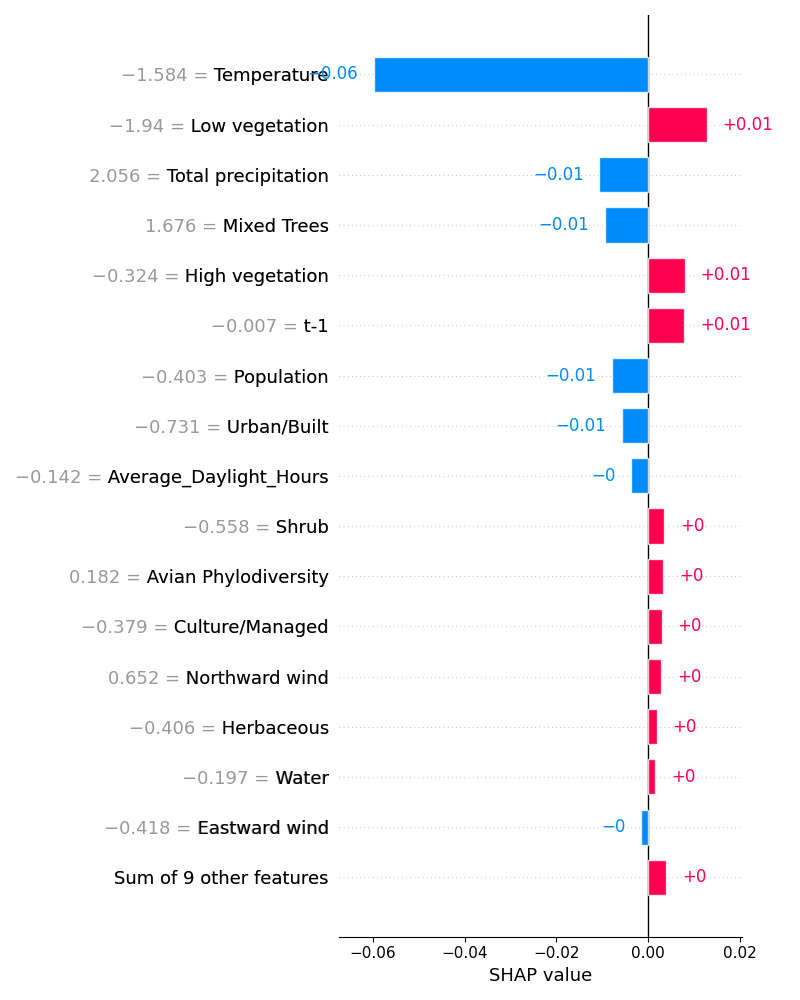 −1.584 = Temperature −0.06
−1.94 = Low vegetation +0.01
2.056 = Total precipitation −0.01
1.676 = Mixed Trees −0.01
−0.324 = High vegetation +0.01
−0.007 = t-1 +0.01
−0.403 = Population −0.01
−0.731 = Urban/Built −0.01
−0.142 = Average_Daylight_Hours −0
−0.558 = Shrub +0
0.182 = Avian Phylodiversity +0
−0.379 = Culture/Managed +0
0.652 = Northward wind +0
−0.406 = Herbaceous +0
−0.197 = Water +0
−0.418 = Eastward wind −0
Sum of 9 other features +0
−0.06 −0.04 −0.02 0.00 0.02
SHAP value